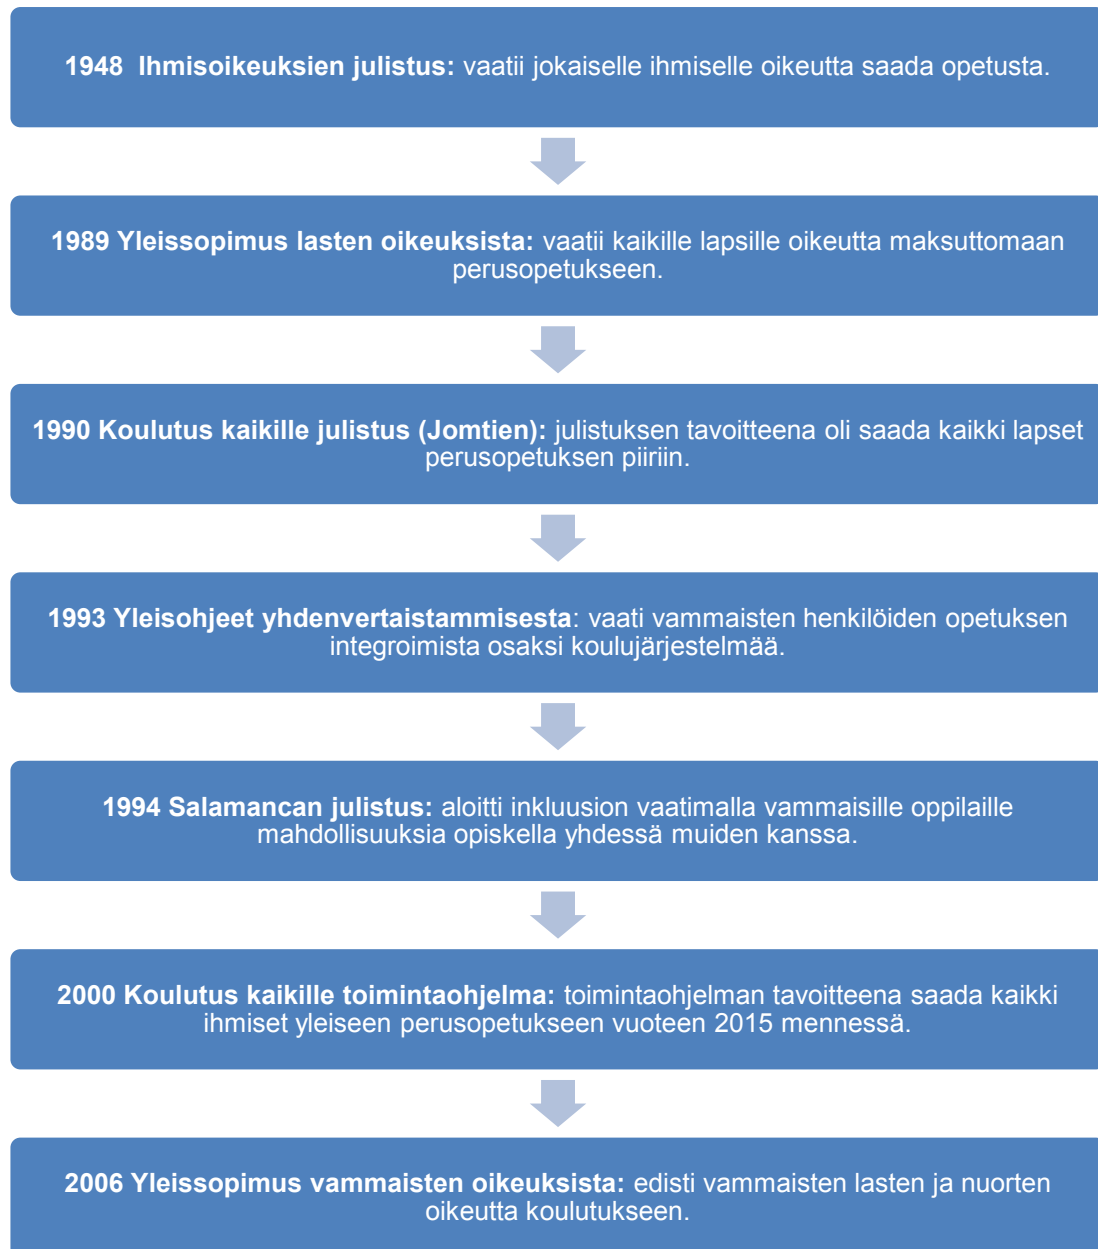 1948 Ihmisoikeuksien julistus: vaatii jokaiselle ihmiselle oikeutta saada opetusta.
1989 Yleissopimus lasten oikeuksista: vaatii kaikille lapsille oikeutta maksuttomaan
perusopetukseen.
1990 Koulutus kaikille julistus (Jomtien): julistuksen tavoitteena oli saada kaikki lapset
perusopetuksen piiriin.
1993 Yleisohjeet yhdenvertaistammisesta: vaati vammaisten henkilöiden opetuksen
integroimista osaksi koulujärjestelmää.
1994 Salamancan julistus: aloitti inkluusion vaatimalla vammaisille oppilaille
mahdollisuuksia opiskella yhdessä muiden kanssa.
2000 Koulutus kaikille toimintaohjelma: toimintaohjelman tavoitteena saada kaikki
ihmiset yleiseen perusopetukseen vuoteen 2015 mennessä.
2006 Yleissopimus vammaisten oikeuksista: edisti vammaisten lasten ja nuorten
oikeutta koulutukseen.